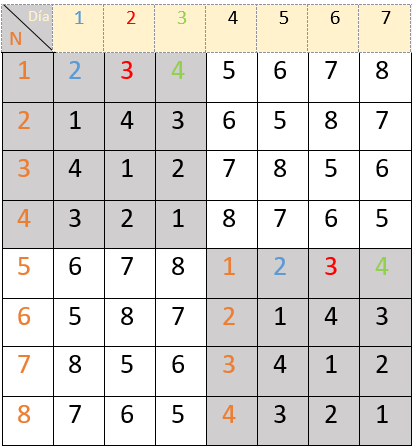 Día 1 2 3 4 5 6 7
N
1 2 3 4 5 6 7 8
2 1 4 3 6 5 8 7
3 4 1 2 7 8 5 6
4 3 2 1 8 7 6 5
5 6 7 8 1 2 3 4
6 5 8 7 2 1 4 3
7 8 5 6 3 4 1 2
8 7 6 5 4 3 2 1